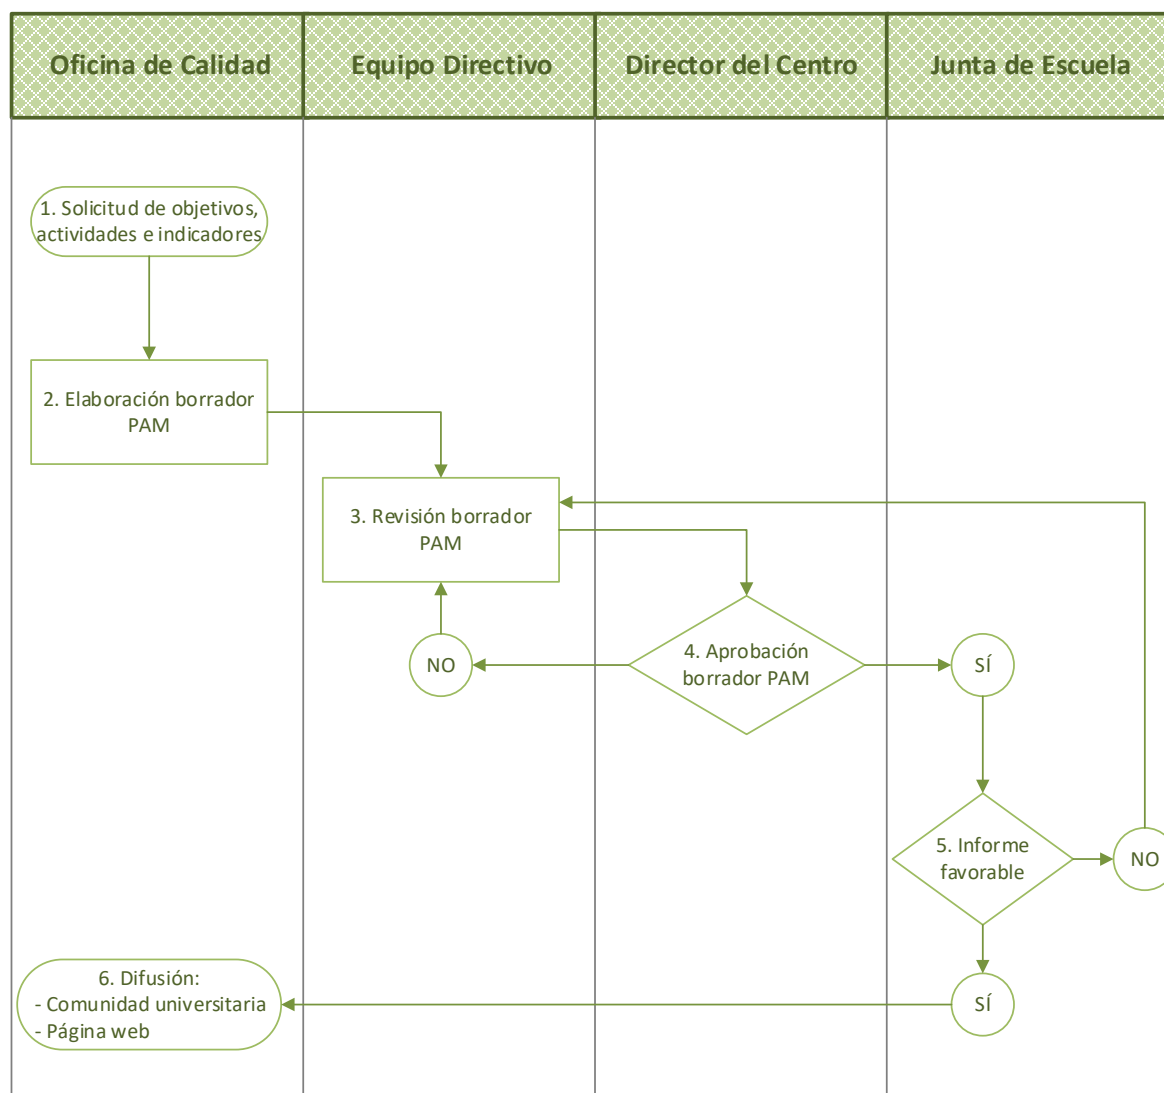 Oficina de Calidad
Equipo Directivo
Director del Centro
Junta de Escuela
1. Solicitud de objetivos,
actividades e indicadores
2. Elaboración borrador
PAM
3. Revisión borrador
PAM
4. Aprobación
borrador PAM
NO
SÍ
5. Informe
favorable
NO
SÍ
6. Difusión:
- Comunidad universitaria
- Página web